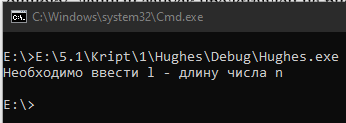 C:\Windows\system32\Cmd.exe
E:\>E:\5.1\Kript\1\Hughes\Debug\Hughes.exe
Необходимо ввести l - длину числа n
E:\>